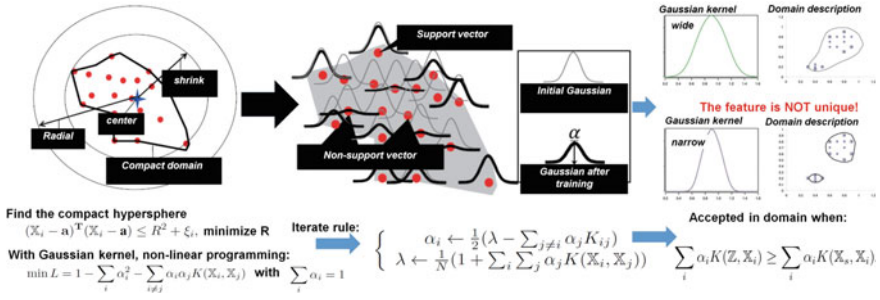 Support vector
shrink
center
Radial
Compact domain
Non-support vector
Initial Gaussian
α
Gaussian after
training
Gaussian kernel
Domain description
wide
The feature is NOT unique!
Gaussian kernel
Domain description
narrow
Find the compact hypersphere
(𝕏ᵢ − a)ᵀ(𝕏ᵢ − a) ≤ R² + ξᵢ, minimize R
With Gaussian kernel, non-linear programming:
min L = 1 − ∑ᵢ αᵢ² − ∑ᵢ≠ⱼ αᵢαⱼK(𝕏ᵢ, 𝕏ⱼ) with ∑ᵢ αᵢ = 1
Iterate rule:
αᵢ ← ½(λ − ∑ⱼ≠ᵢ αⱼKᵢⱼ)
λ ← 1/N(1 + ∑ᵢ ∑ⱼ αⱼK(𝕏ᵢ, 𝕏ⱼ))
Accepted in domain when:
∑ᵢ αᵢK(ℤ, 𝕏ᵢ) ≥ ∑ᵢ αᵢK(𝕏ₛ, 𝕏ᵢ).